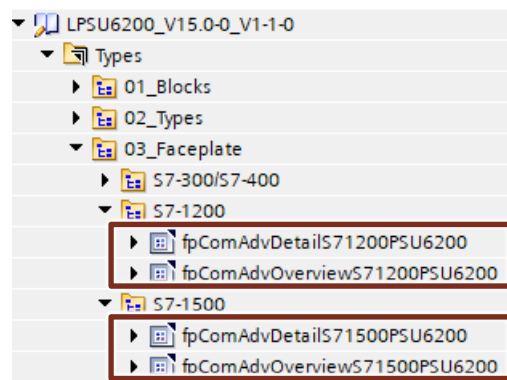 LPSU6200_V15.0-0_V1-1-0
Types
01_Blocks
02_Types
03_Faceplate
S7-300/S7-400
S7-1200
fpComAdvDetailS71200PSU6200
fpComAdvOverviewS71200PSU6200
S7-1500
fpComAdvDetailS71500PSU6200
fpComAdvOverviewS71500PSU6200